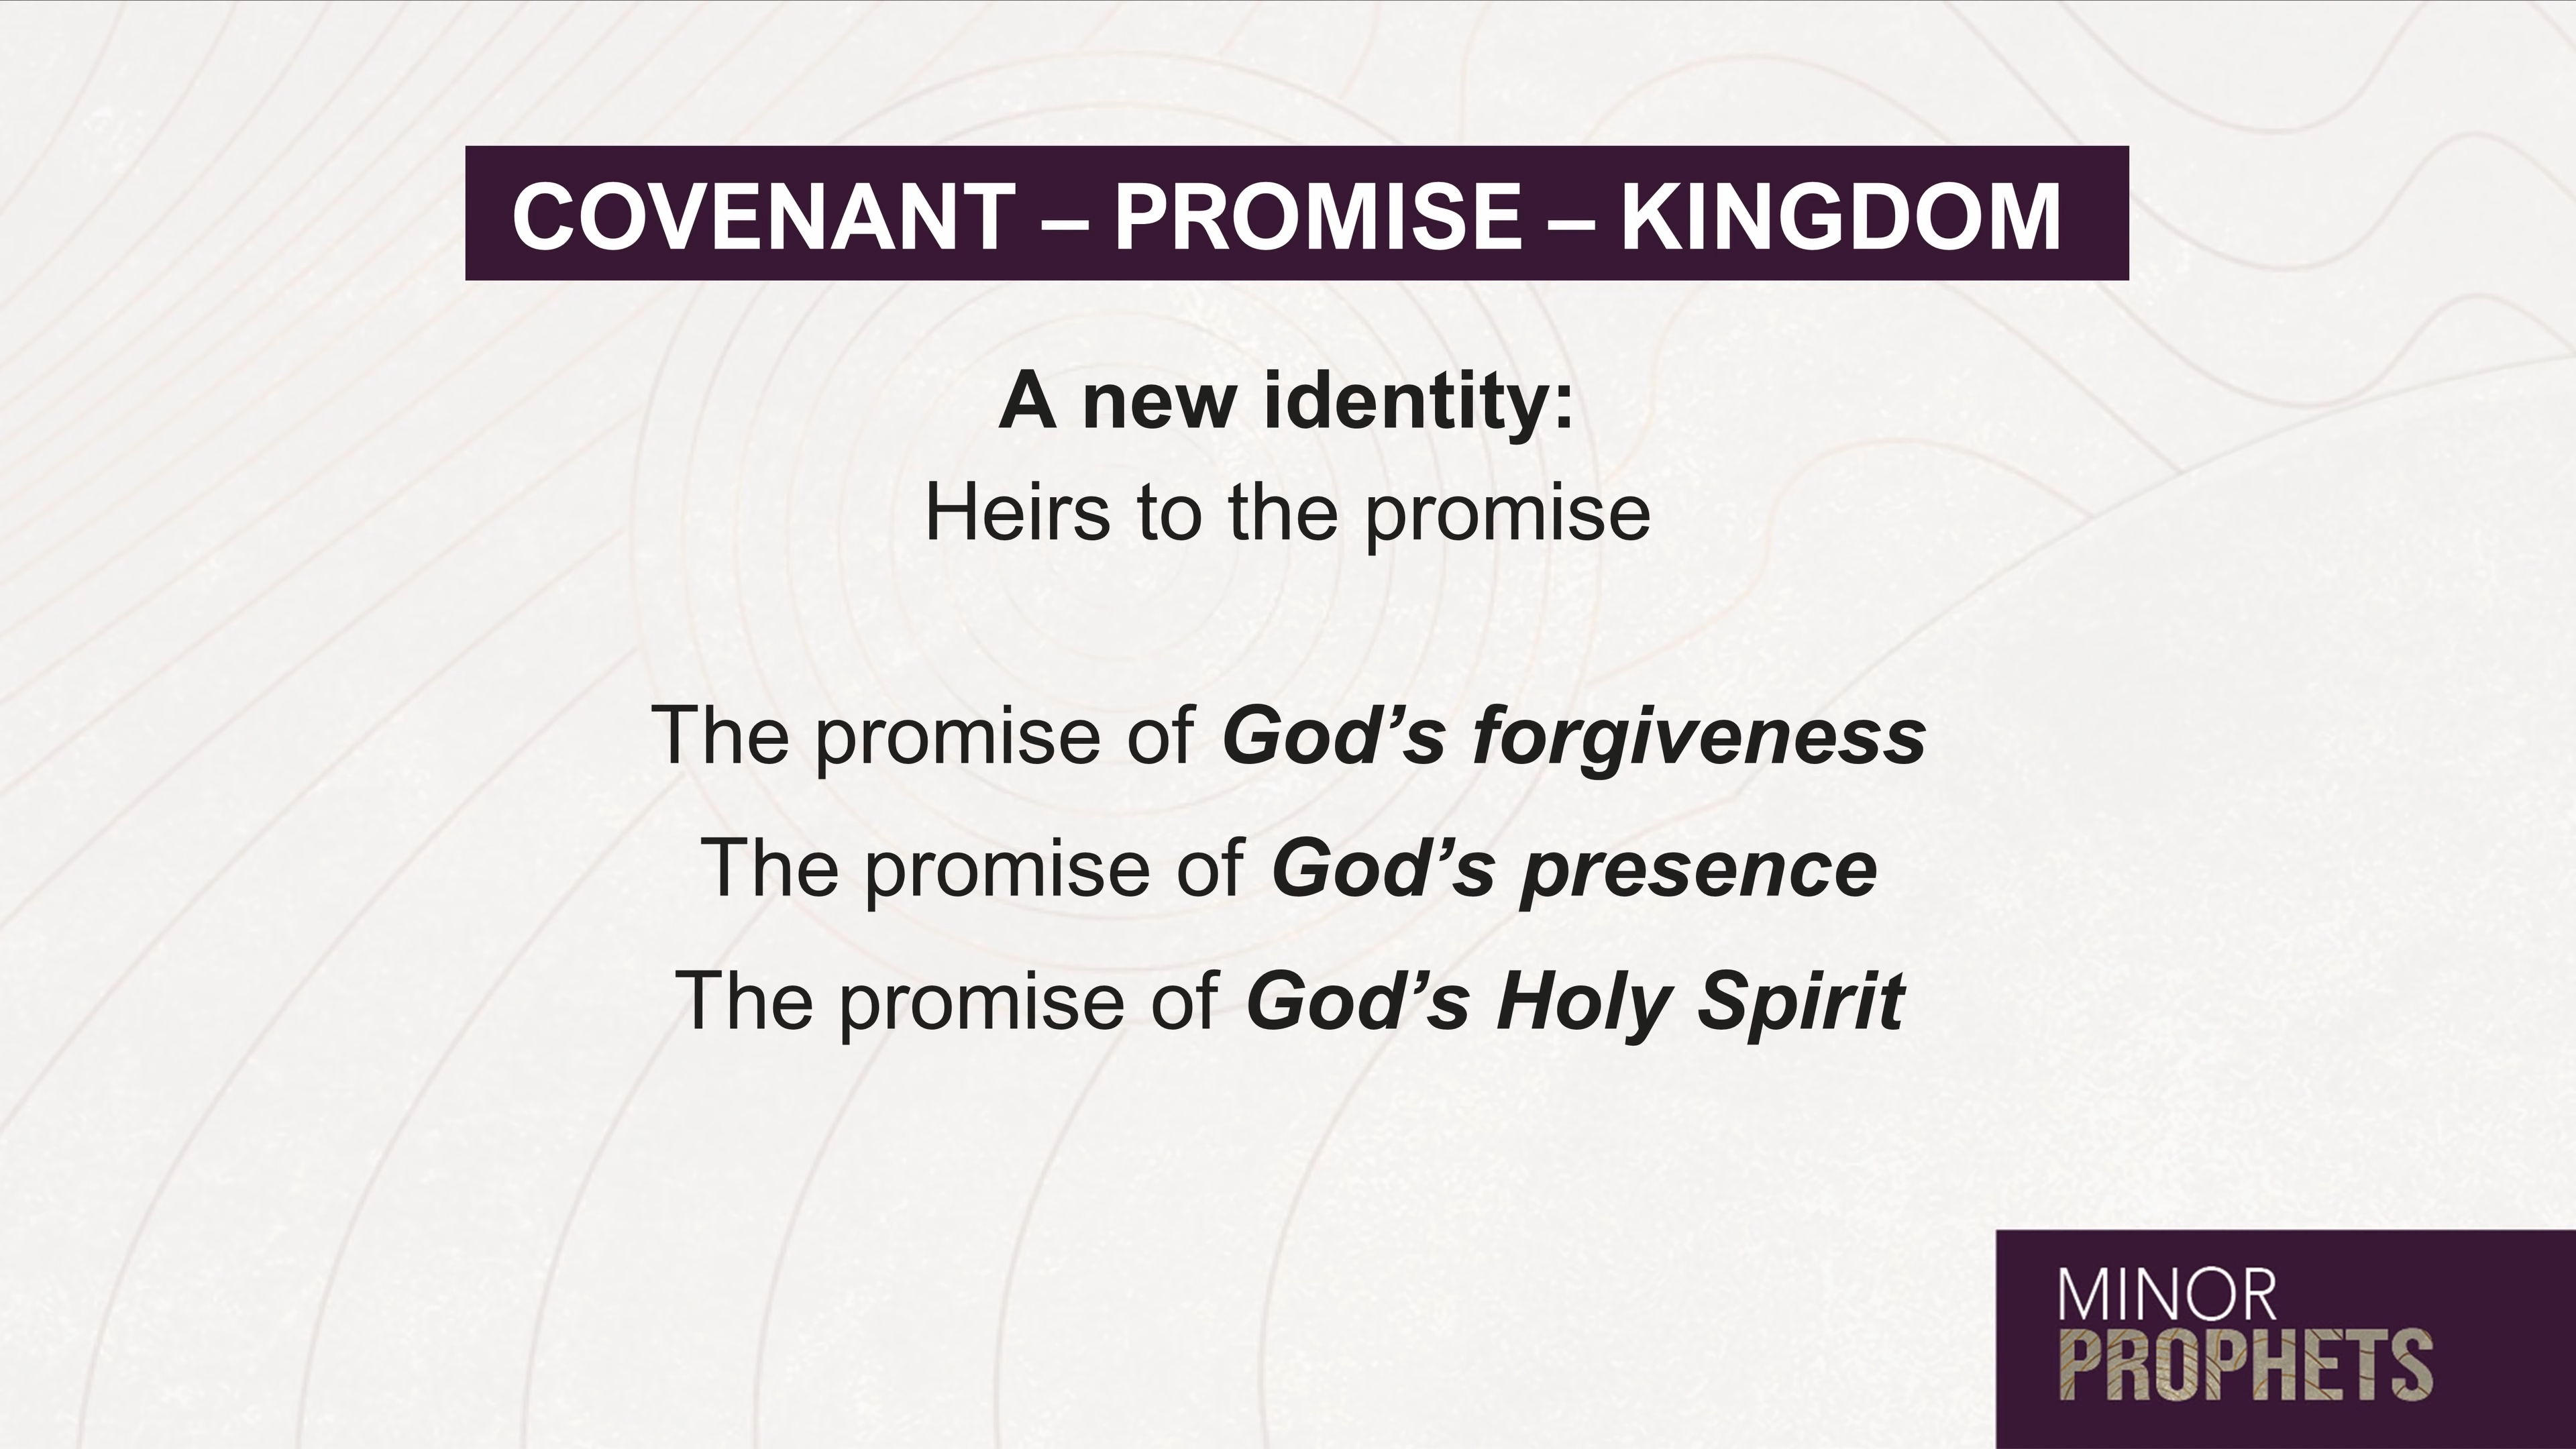 COVENANT – PROMISE – KINGDOM
A new identity:
Heirs to the promise
The promise of God’s forgiveness
The promise of God’s presence
The promise of God’s Holy Spirit
MINOR
PROPHETS